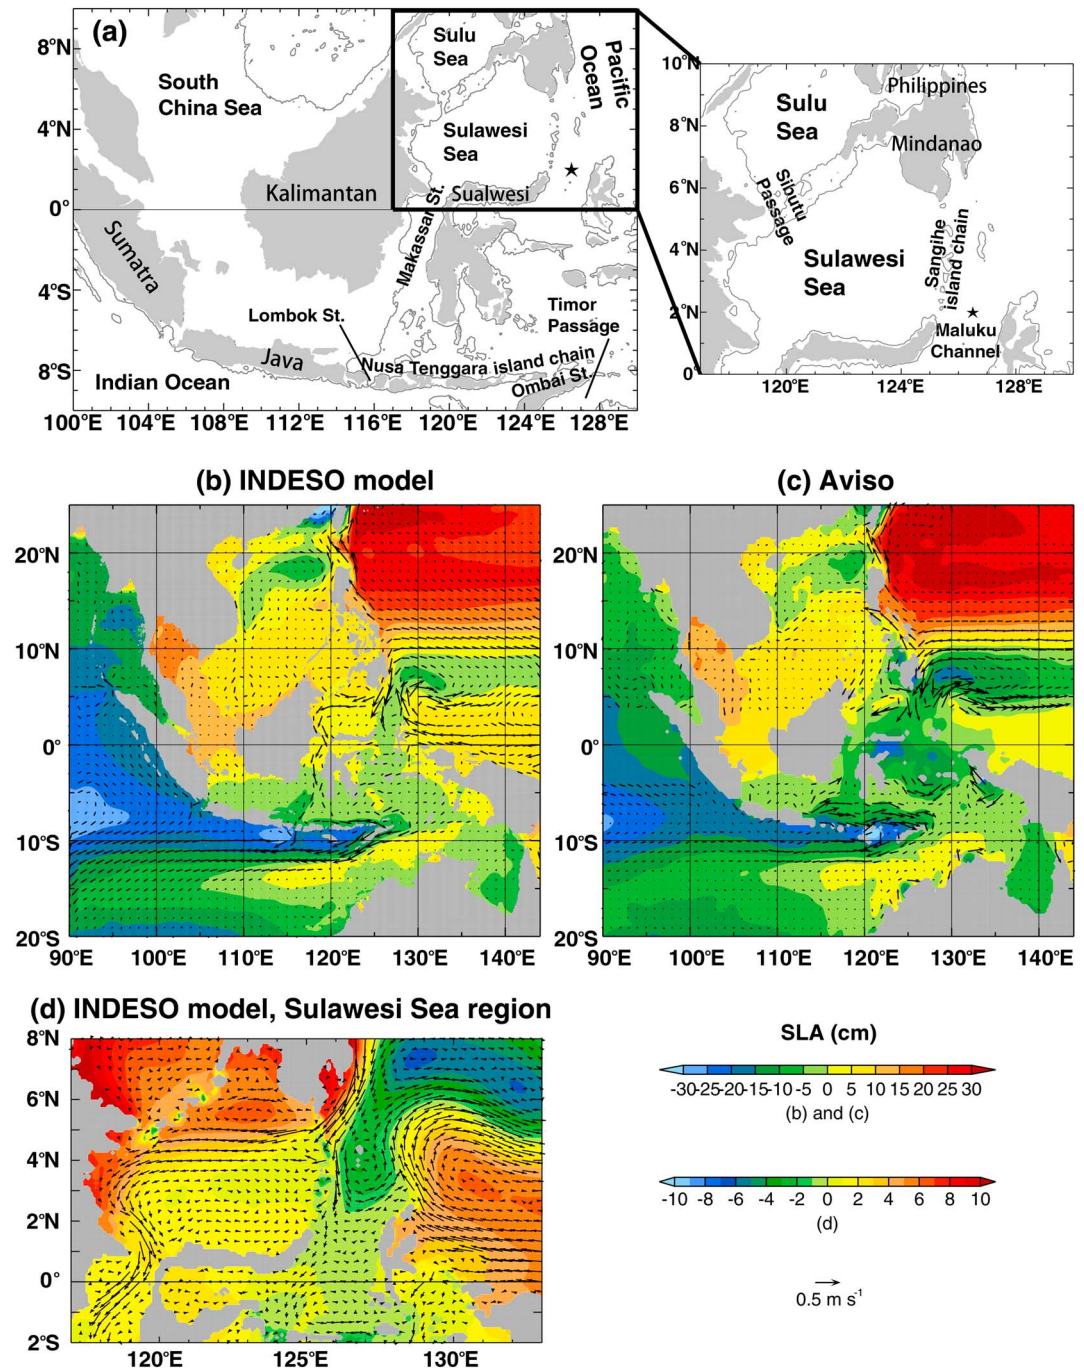 (a)
8°N
4°N
0°
4°S
8°S
100°E 104°E 108°E 112°E 116°E 120°E 124°E 128°E
South
China Sea
Sulu
Sea
Pacific
Ocean
Sulawesi
Sea
Kalimantan
Sualwesi
Makassar St.
Sumatra
Timor
Passage
Lombok St.
Java
Nusa Tenggara island chain
Ombai St.
Indian Ocean
10°N
8°N
6°N
4°N
2°N
0°
120°E 124°E 128°E
Philippines
Sulu
Sea
Mindanao
Sibutu
Passage
Sulawesi
Sea
Sangihe
island chain
Maluku
Channel
(b) INDESO model
20°N
10°N
0°
10°S
20°S
90°E 100°E 110°E 120°E 130°E 140°E
(c) Aviso
20°N
10°N
0°
10°S
20°S
90°E 100°E 110°E 120°E 130°E 140°E
(d) INDESO model, Sulawesi Sea region
8°N
6°N
4°N
2°N
0°
2°S
120°E 125°E 130°E
SLA (cm)
-30-25-20-15-10-5 0 5 10 15 20 25 30
(b) and (c)
-10 -8 -6 -4 -2 0 2 4 6 8 10
(d)
0.5 m s-1